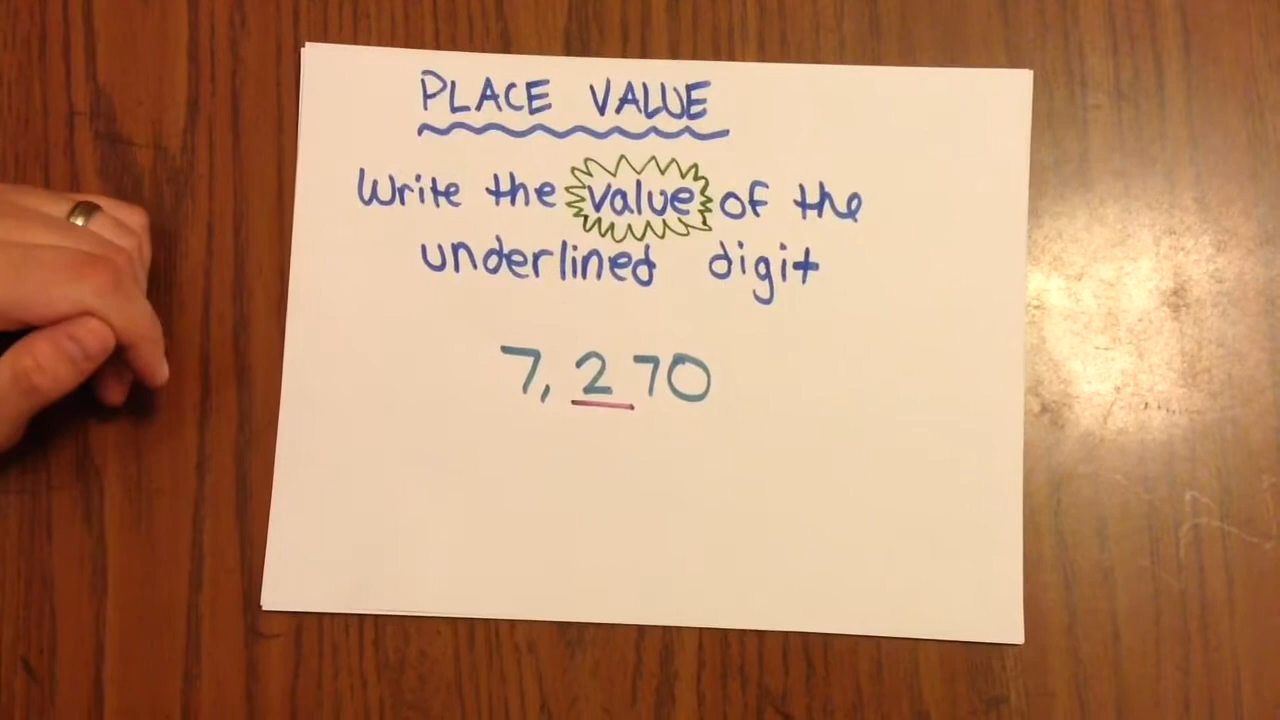 PLACE VALUE
Write the value of the
underlined digit
7,270